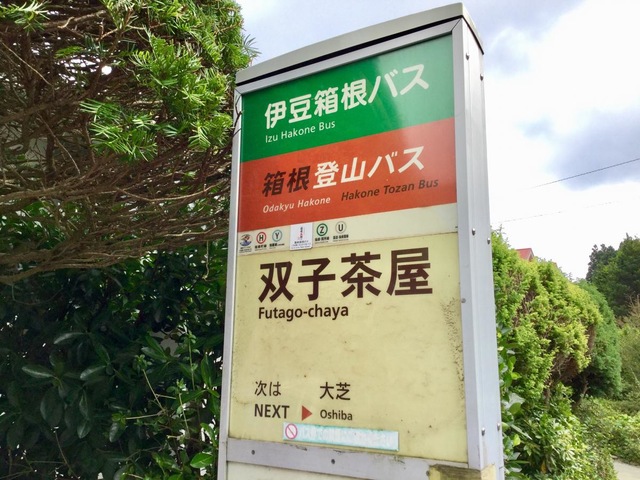 伊豆箱根バス
Izu Hakone Bus
箱根登山バス
Odakyu Hakone Hakone Tozan Bus
H Y Z U
双子茶屋
Futago-chaya
次は 大芝
NEXT Oshiba